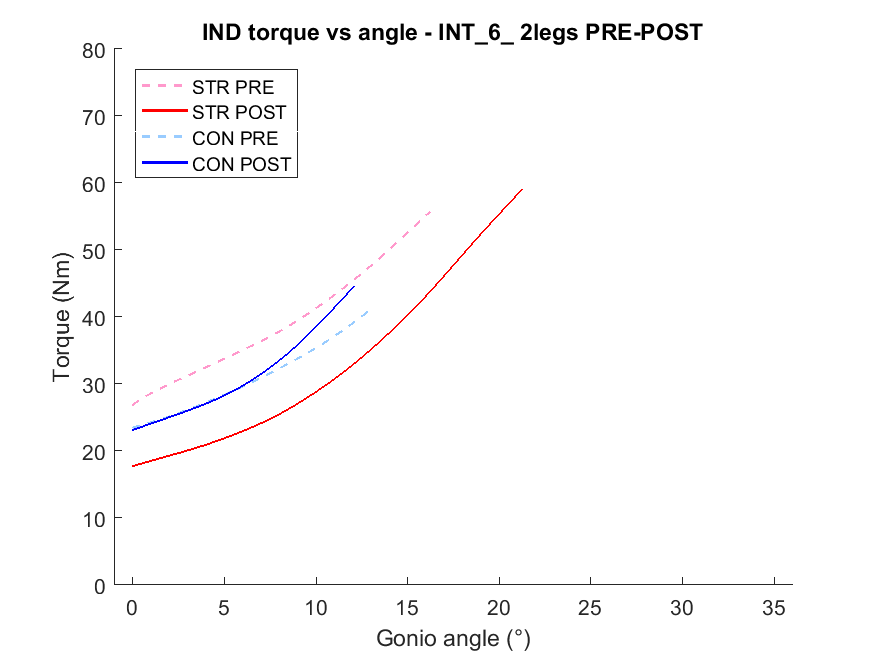 IND torque vs angle - INT_6_ 2legs PRE-POST
80
70
60
50
40
30
20
10
0
Torque (Nm)
STR PRE
STR POST
CON PRE
CON POST
0 5 10 15 20 25 30 35
Gonio angle (°)